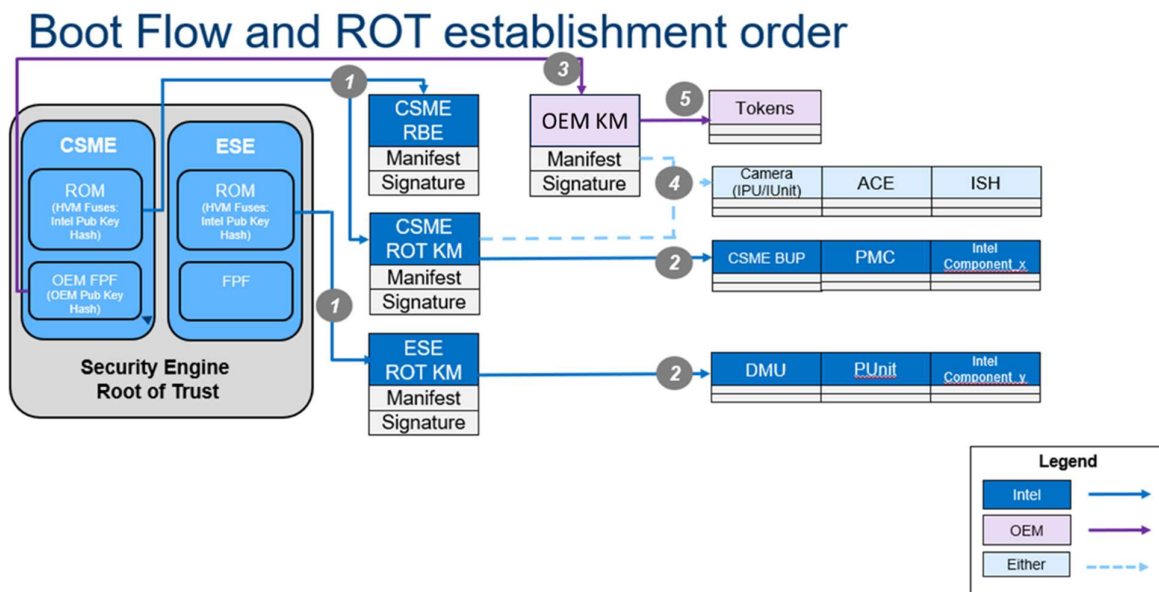 Boot Flow and ROT establishment order
1
3
5
CSME
ROM
(HVM Fuses:
Intel Pub Key
Hash)
OEM FPF
(OEM Pub Key
Hash)
ESE
ROM
(HVM Fuses:
Intel Pub Key
Hash)
FPF
Security Engine
Root of Trust
1
CSME
RBE
Manifest
Signature
CSME
ROT KM
Manifest
Signature
ESE
ROT KM
Manifest
Signature
OEM KM
Manifest
Signature
4
2
2
Tokens
Camera
(IPU/IUnit)
ACE
ISH
CSME BUP
PMC
Intel
Component_x
DMU
PUnit
Intel
Component_y
Legend
Intel
OEM
Either